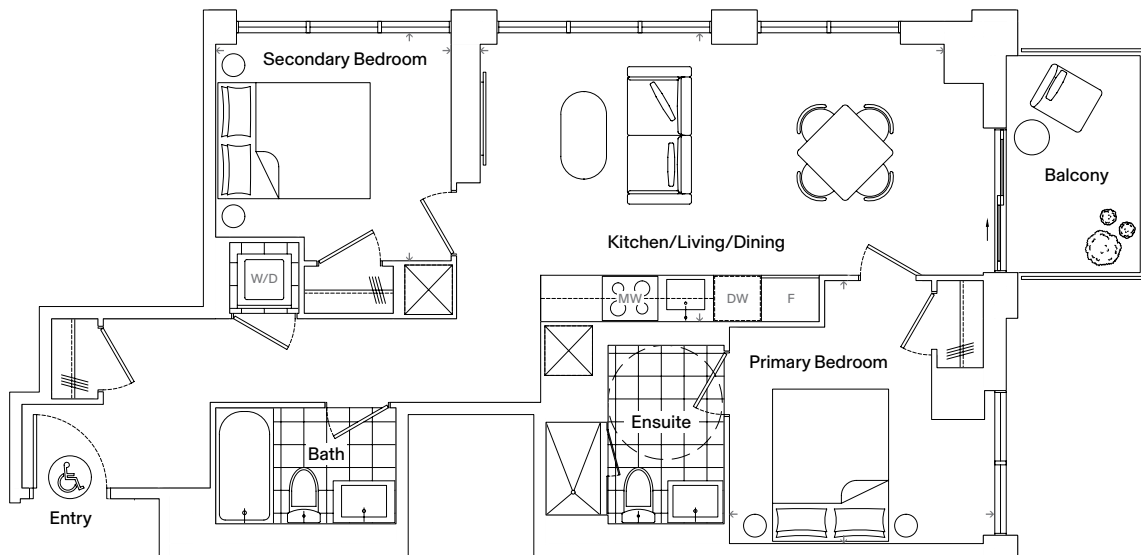 Secondary Bedroom
Balcony
Kitchen/Living/Dining
W/D
MW
DW
F
Primary Bedroom
Ensuite
Bath
Entry